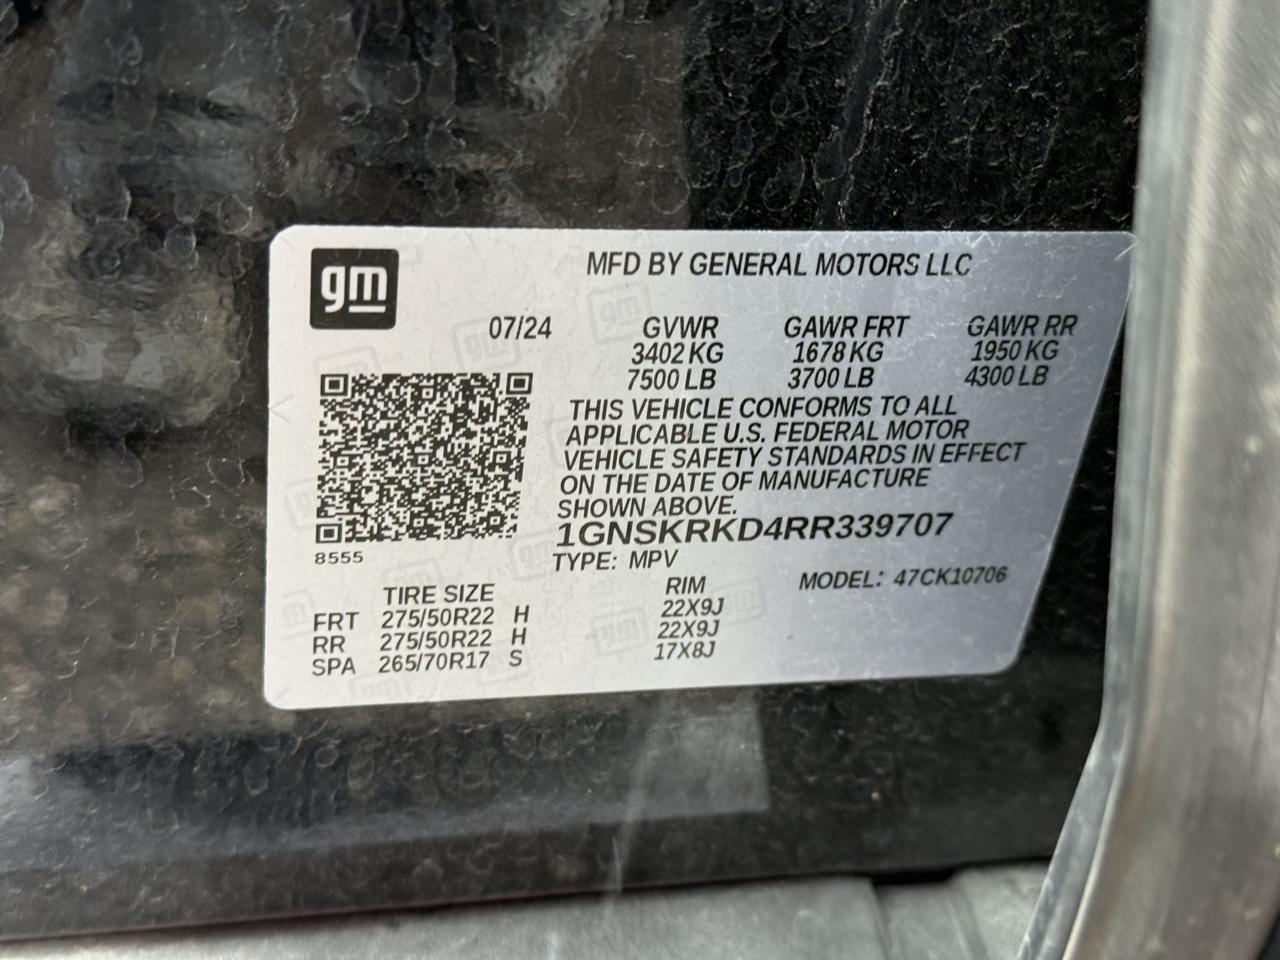 gm
MFD BY GENERAL MOTORS LLC
07/24 GVWR GAWR FRT GAWR RR
3402 KG 1678 KG 1950 KG
7500 LB 3700 LB 4300 LB
THIS VEHICLE CONFORMS TO ALL
APPLICABLE U.S. FEDERAL MOTOR
VEHICLE SAFETY STANDARDS IN EFFECT
ON THE DATE OF MANUFACTURE
SHOWN ABOVE.
1GNSKRKD4RR339707
8555 TYPE: MPV
MODEL: 47CK10706
TIRE SIZE RIM
FRT 275/50R22 H 22X9J
RR 275/50R22 H 22X9J
SPA 265/70R17 S 17X8J